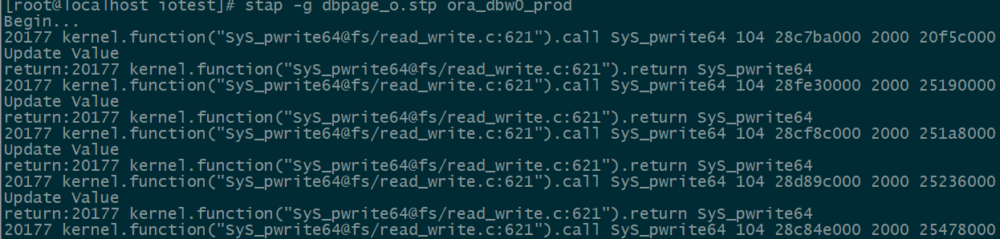 [root@localhost iotest]# stap -g dbpage_o.stp ora_dbw0_prod
Begin...
20177 kernel.function("SyS_pwrite64@fs/read_write.c:621").call SyS_pwrite64 104 28c7ba000 2000 20f5c000
Update Value
return:20177 kernel.function("SyS_pwrite64@fs/read_write.c:621").return SyS_pwrite64
20177 kernel.function("SyS_pwrite64@fs/read_write.c:621").call SyS_pwrite64 104 28fe30000 2000 25190000
Update Value
return:20177 kernel.function("SyS_pwrite64@fs/read_write.c:621").return SyS_pwrite64
20177 kernel.function("SyS_pwrite64@fs/read_write.c:621").call SyS_pwrite64 104 28cf8c000 2000 251a8000
Update Value
return:20177 kernel.function("SyS_pwrite64@fs/read_write.c:621").return SyS_pwrite64
20177 kernel.function("SyS_pwrite64@fs/read_write.c:621").call SyS_pwrite64 104 28d89c000 2000 25236000
Update Value
return:20177 kernel.function("SyS_pwrite64@fs/read_write.c:621").return SyS_pwrite64
20177 kernel.function("SyS_pwrite64@fs/read_write.c:621").call SyS_pwrite64 104 28c84e000 2000 25478000